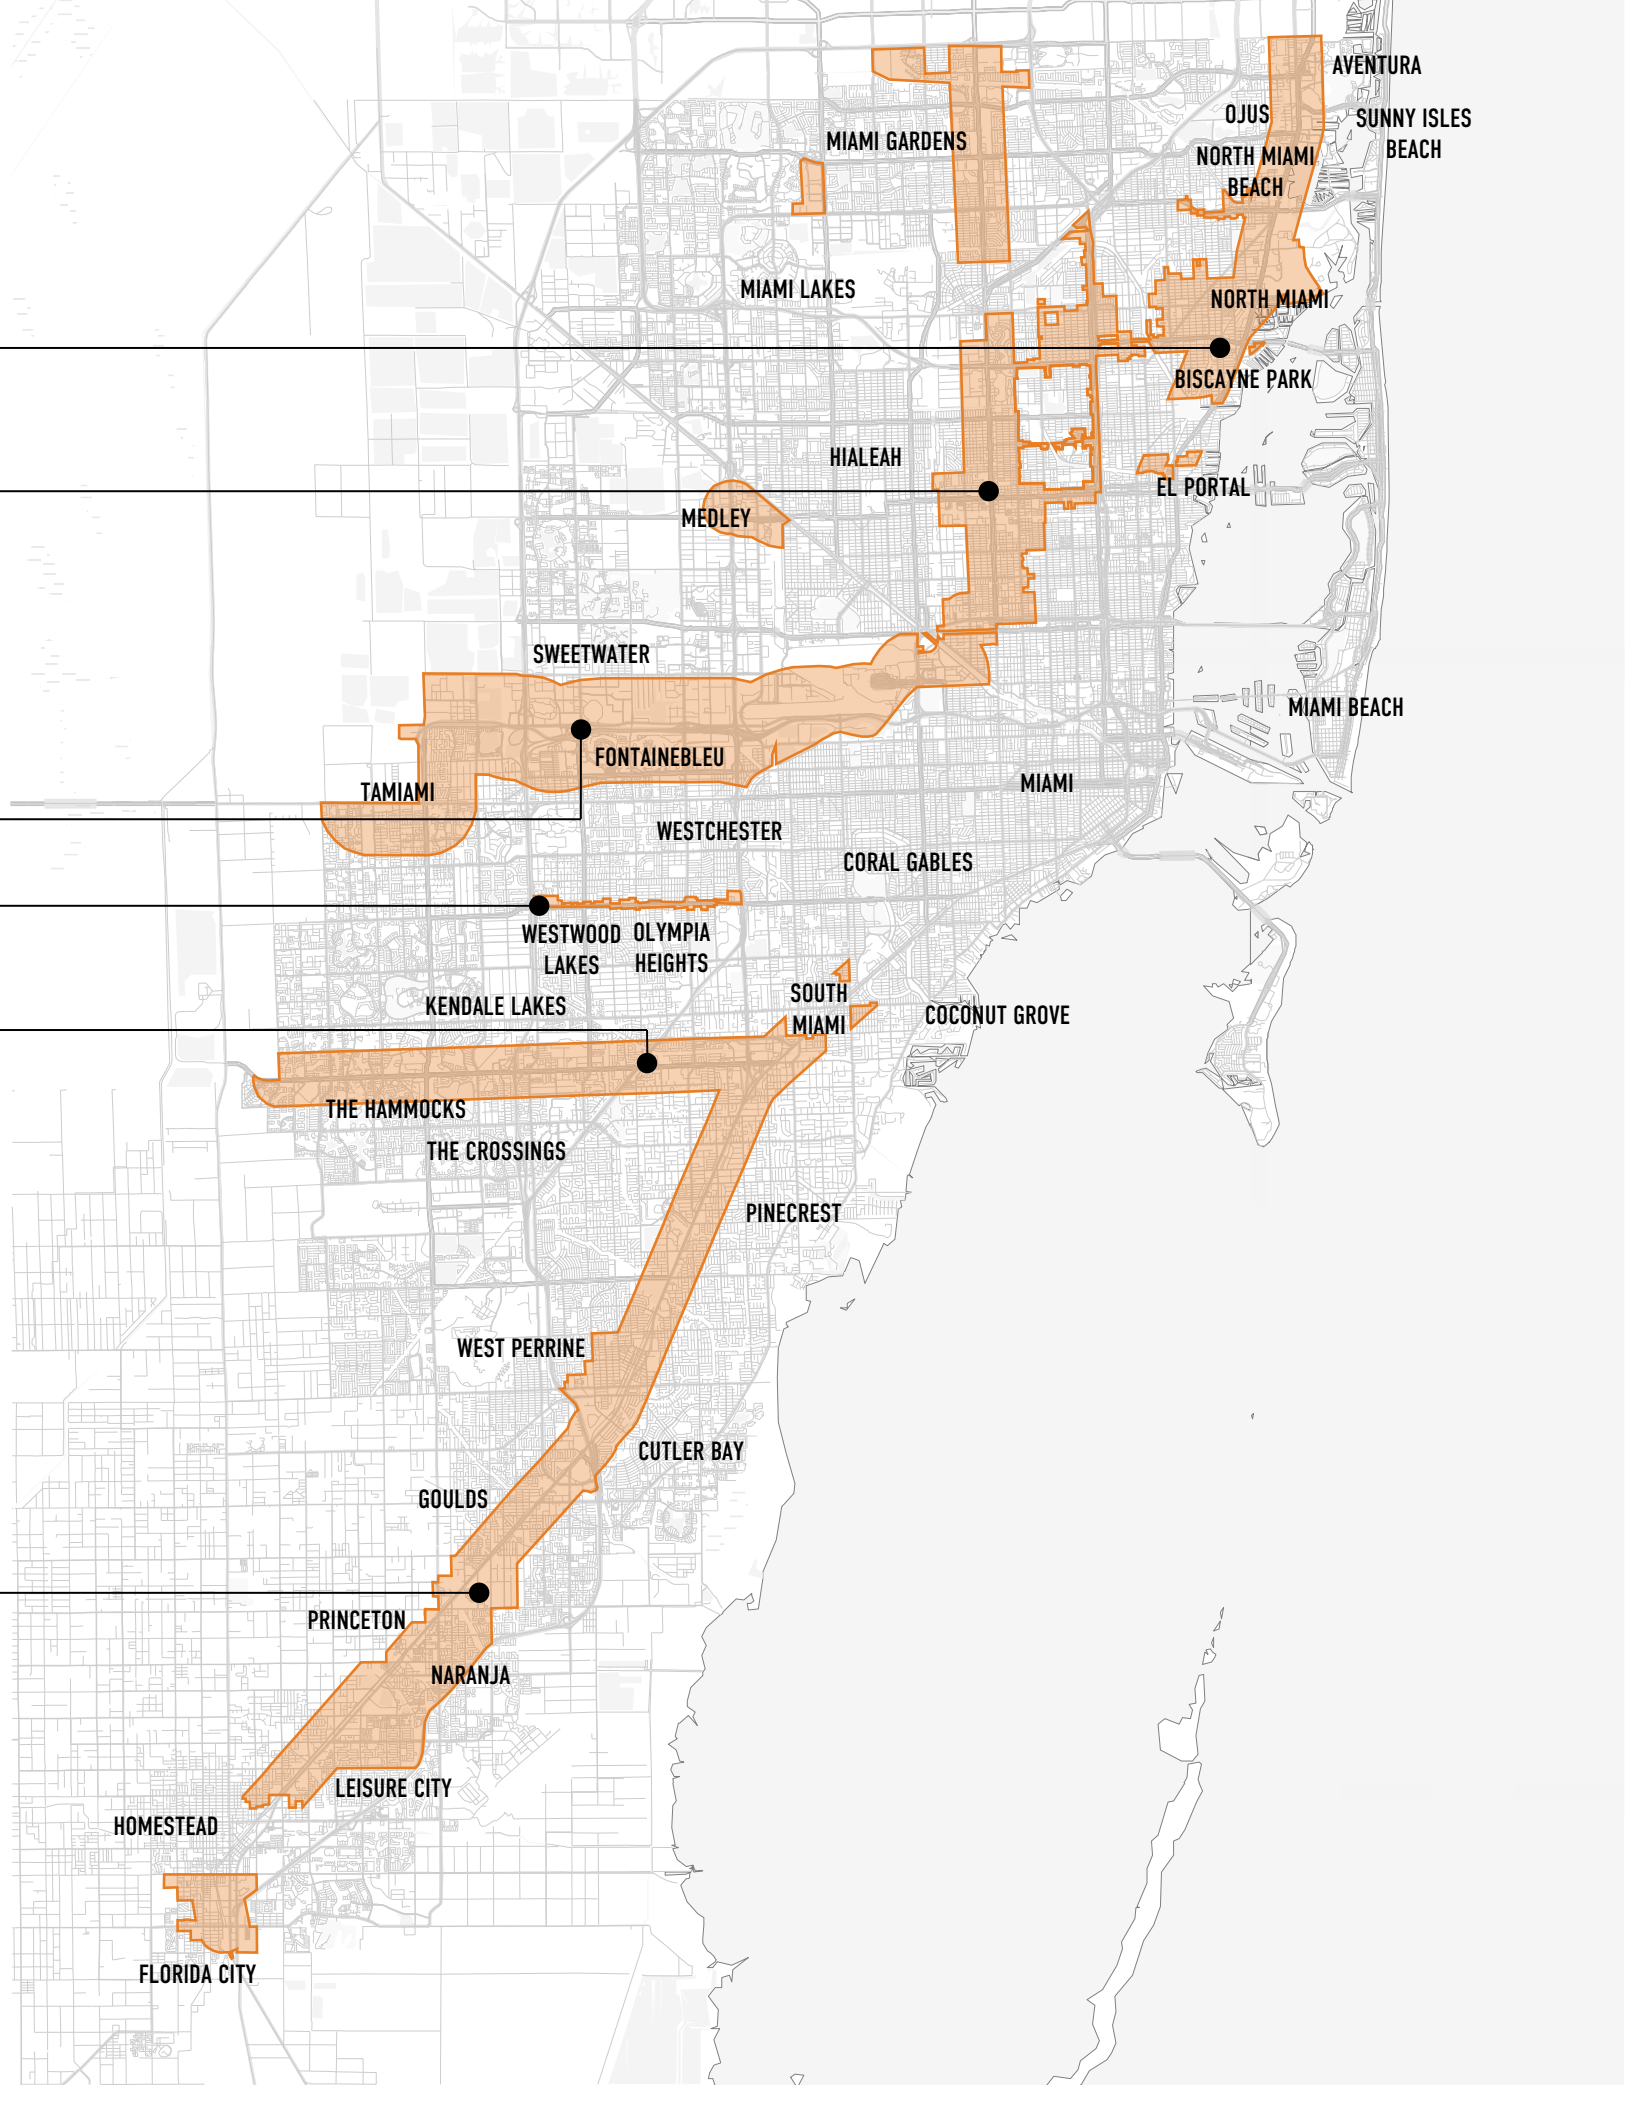 AVENTURA
OJUS
SUNNY ISLES
BEACH
MIAMI GARDENS
NORTH MIAMI
BEACH
MIAMI LAKES
NORTH MIAMI
BISCAYNE PARK
HIALEAH
EL PORTAL
MEDLEY
SWEETWATER
MIAMI BEACH
FONTAINEBLEU
MIAMI
TAMIAMI
WESTCHESTER
CORAL GABLES
WESTWOOD
LAKES
OLYMPIA
HEIGHTS
SOUTH
MIAMI
KENDALE LAKES
COCONUT GROVE
THE HAMMOCKS
THE CROSSINGS
PINECREST
WEST PERRINE
CUTLER BAY
GOULDS
PRINCETON
NARANJA
LEISURE CITY
HOMESTEAD
FLORIDA CITY